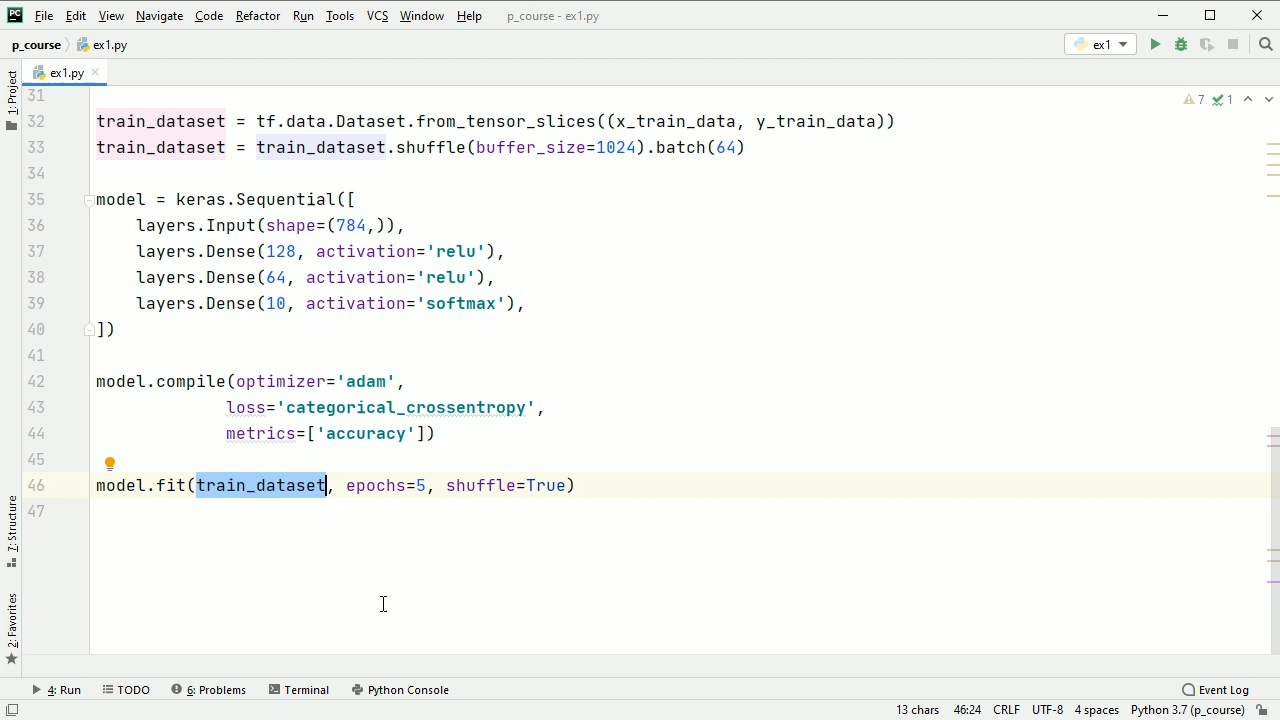 File Edit View Navigate Code Refactor Run Tools VCS Window Help p_course - ex1.py
p_course ex1.py ex1
1: Project
ex1.py
7 1
31
32 train_dataset = tf.data.Dataset.from_tensor_slices((x_train_data, y_train_data))
33 train_dataset = train_dataset.shuffle(buffer_size=1024).batch(64)
34
35 model = keras.Sequential([
36 layers.Input(shape=(784,)),
37 layers.Dense(128, activation='relu'),
38 layers.Dense(64, activation='relu'),
39 layers.Dense(10, activation='softmax'),
40 ])
41
42 model.compile(optimizer='adam',
43 loss='categorical_crossentropy',
44 metrics=['accuracy'])
45
46 model.fit(train_dataset, epochs=5, shuffle=True)
47
7: Structure
2: Favorites
4: Run TODO 6: Problems Terminal Python Console Event Log
13 chars 46:24 CRLF UTF-8 4 spaces Python 3.7 (p_course)